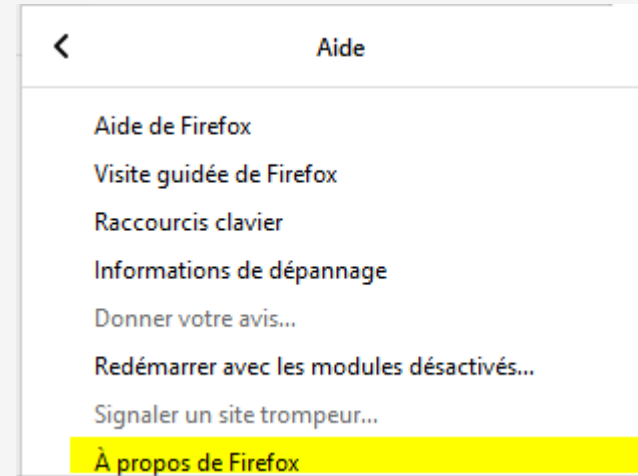 Aide
Aide de Firefox
Visite guidée de Firefox
Raccourcis clavier
Informations de dépannage
Donner votre avis...
Redémarrer avec les modules désactivés...
Signaler un site trompeur...
À propos de Firefox